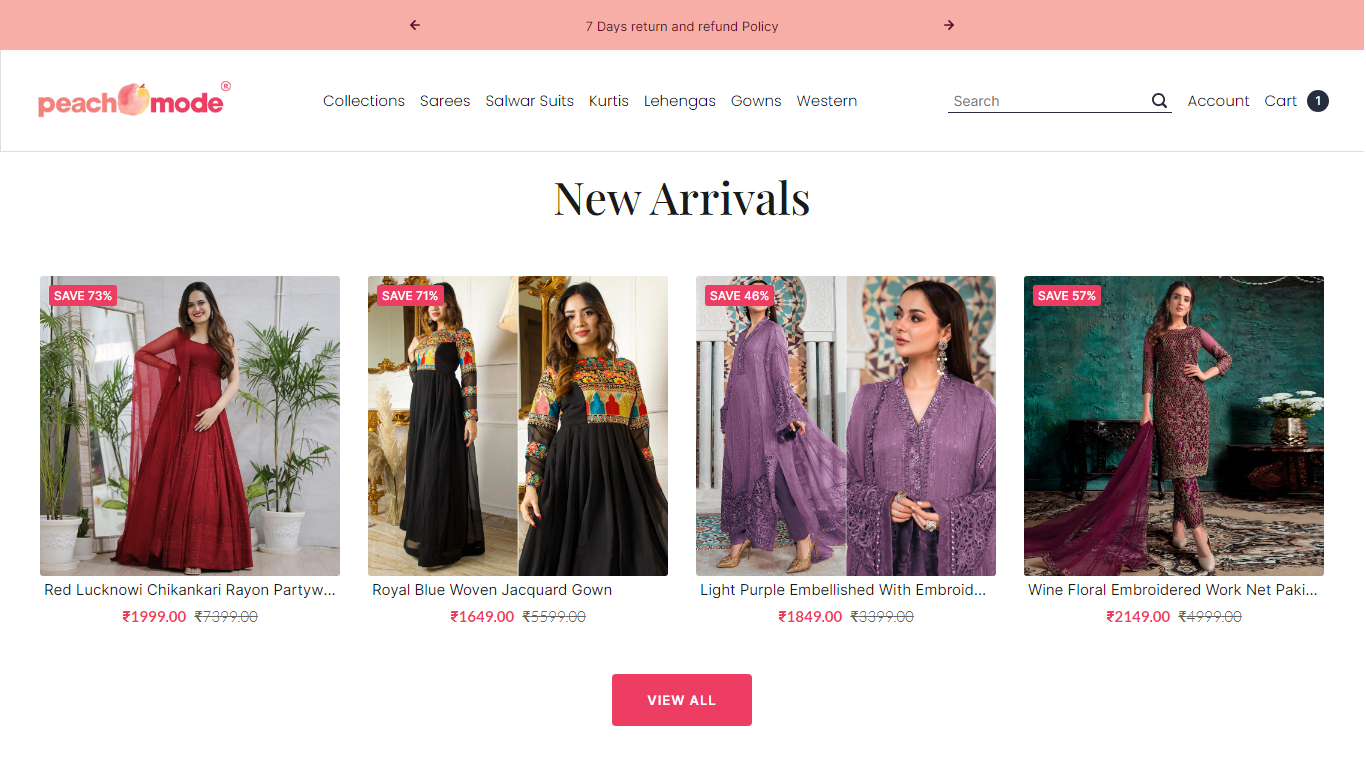 7 Days return and refund Policy
peach mode ®
Collections Sarees Salwar Suits Kurtis Lehengas Gowns Western
Search
Account Cart 1
New Arrivals
SAVE 73%
SAVE 71%
SAVE 46%
SAVE 57%
Red Lucknowi Chikankari Rayon Partyw...
₹1999.00 ₹7399.00
Royal Blue Woven Jacquard Gown
₹1649.00 ₹5599.00
Light Purple Embellished With Embroid...
₹1849.00 ₹3399.00
Wine Floral Embroidered Work Net Paki...
₹2149.00 ₹4999.00
VIEW ALL